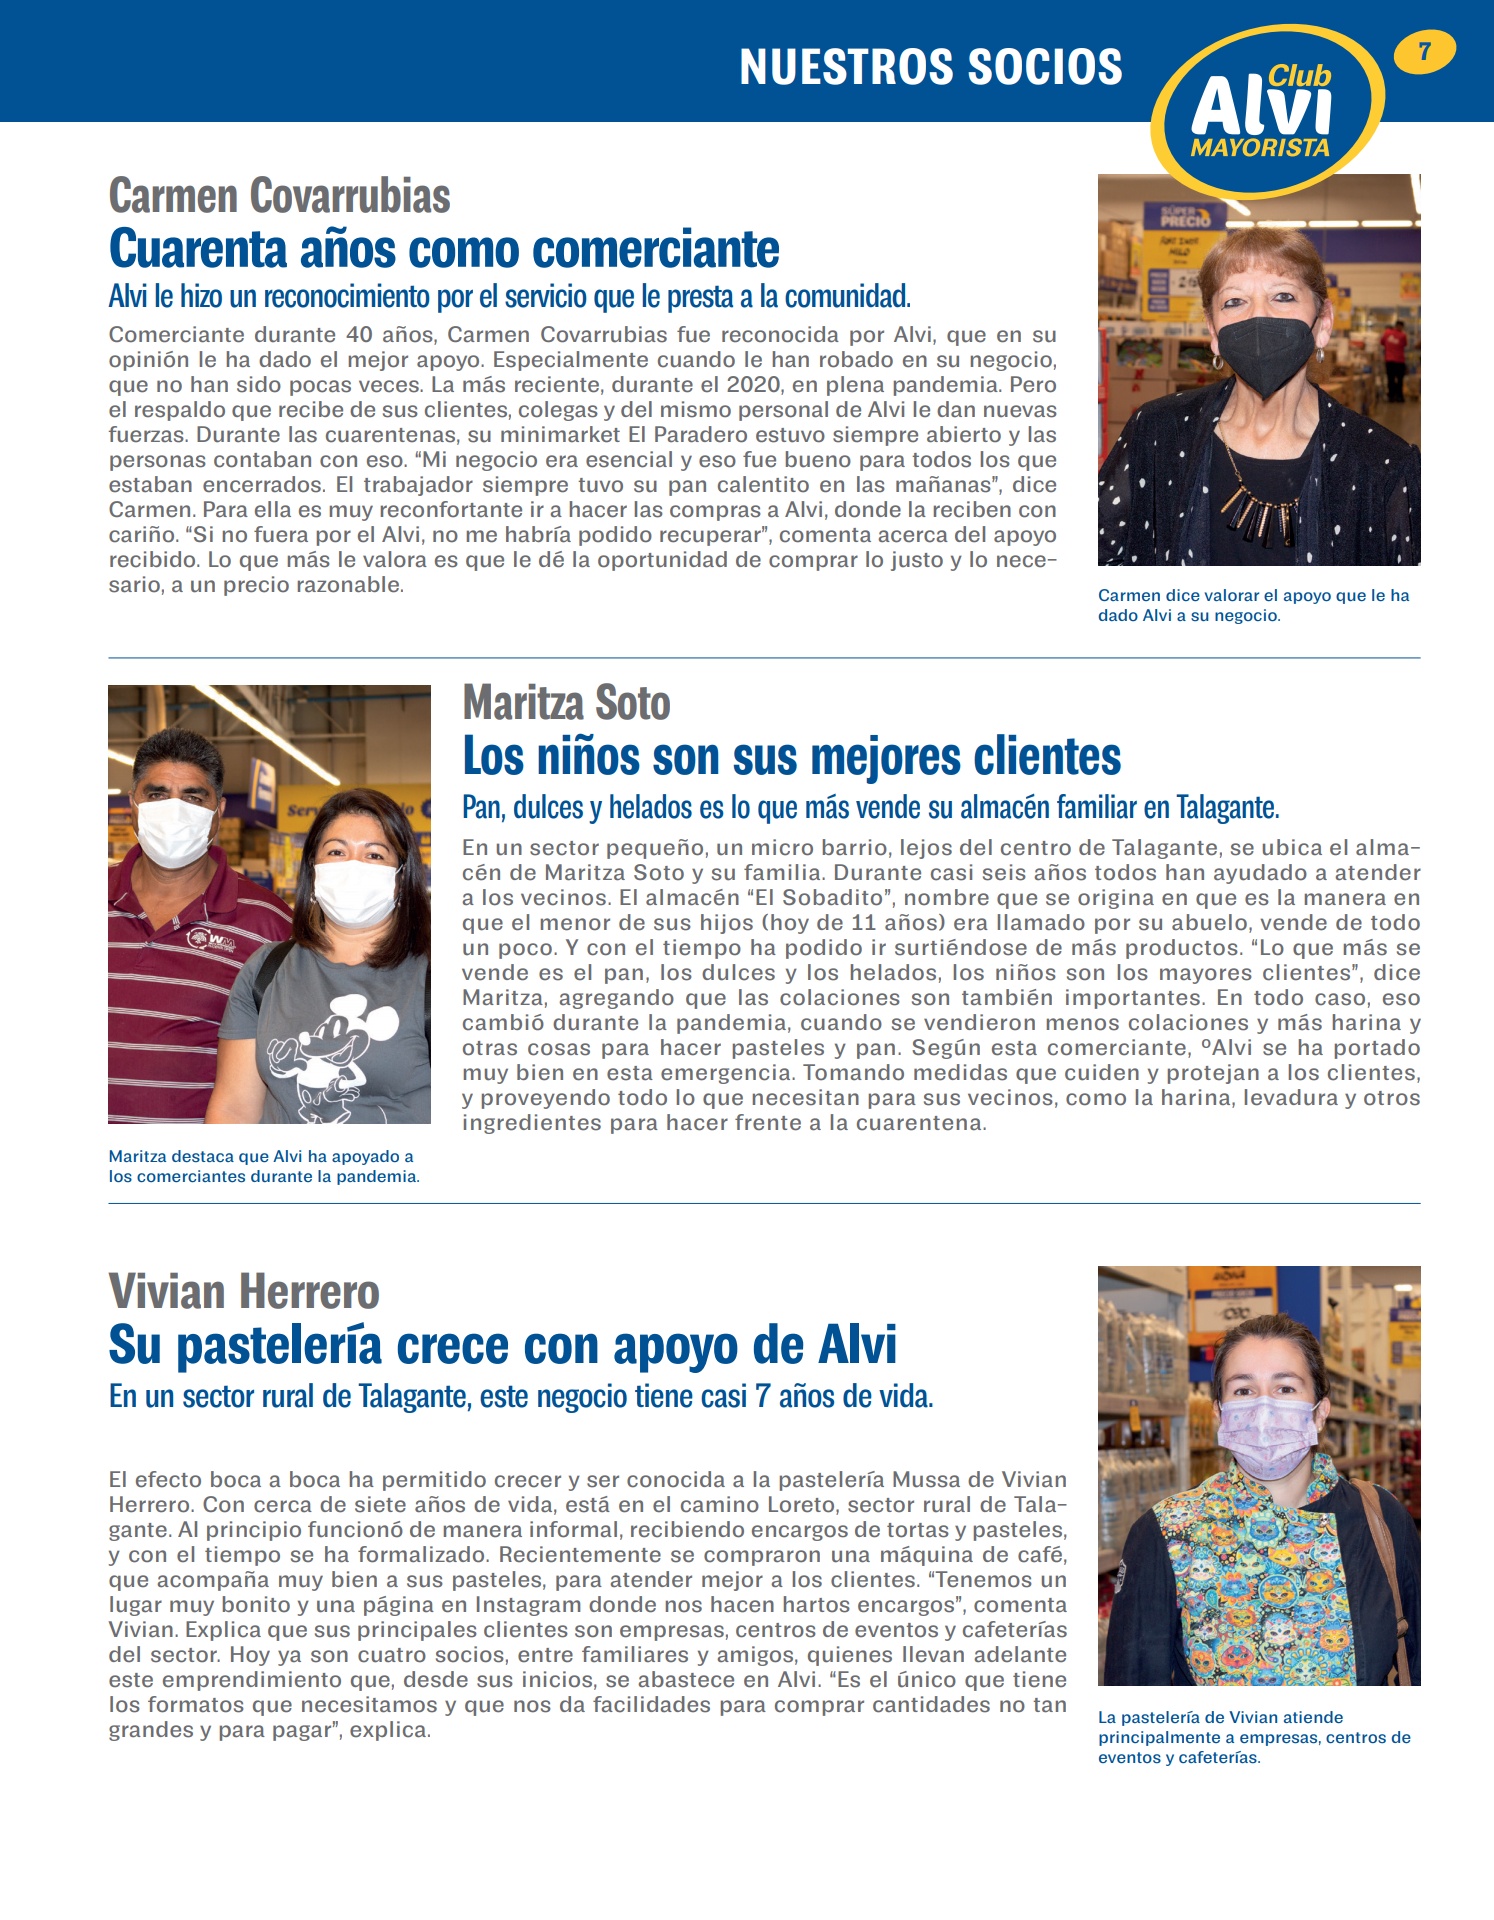 NUESTROS SOCIOS
Club
Alvi
MAYORISTA
7
Carmen Covarrubias
Cuarenta años como comerciante
Alvi le hizo un reconocimiento por el servicio que le presta a la comunidad.
Comerciante durante 40 años, Carmen Covarrubias fue reconocida por Alvi, que en su
opinión le ha dado el mejor apoyo. Especialmente cuando le han robado en su negocio,
que no han sido pocas veces. La más reciente, durante el 2020, en plena pandemia. Pero
el respaldo que recibe de sus clientes, colegas y del mismo personal de Alvi le dan nuevas
fuerzas. Durante las cuarentenas, su minimarket El Paradero estuvo siempre abierto y las
personas contaban con eso. “Mi negocio era esencial y eso fue bueno para todos los que
estaban encerrados. El trabajador siempre tuvo su pan calentito en las mañanas”, dice
Carmen. Para ella es muy reconfortante ir a hacer las compras a Alvi, donde la reciben con
cariño. “Si no fuera por el Alvi, no me habría podido recuperar”, comenta acerca del apoyo
recibido. Lo que más le valora es que le dé la oportunidad de comprar lo justo y lo nece-
sario, a un precio razonable.
SÚPER
PRECIO
Carmen dice valorar el apoyo que le ha
dado Alvi a su negocio.
Maritza Soto
Los niños son sus mejores clientes
Pan, dulces y helados es lo que más vende su almacén familiar en Talagante.
En un sector pequeño, un micro barrio, lejos del centro de Talagante, se ubica el alma-
cén de Maritza Soto y su familia. Durante casi seis años todos han ayudado a atender
a los vecinos. El almacén “El Sobadito”, nombre que se origina en que es la manera en
que el menor de sus hijos (hoy de 11 años) era llamado por su abuelo, vende de todo
un poco. Y con el tiempo ha podido ir surtiéndose de más productos. “Lo que más se
vende es el pan, los dulces y los helados, los niños son los mayores clientes”, dice
Maritza, agregando que las colaciones son también importantes. En todo caso, eso
cambió durante la pandemia, cuando se vendieron menos colaciones y más harina y
otras cosas para hacer pasteles y pan. Según esta comerciante, ºAlvi se ha portado
muy bien en esta emergencia. Tomando medidas que cuiden y protejan a los clientes,
y proveyendo todo lo que necesitan para sus vecinos, como la harina, levadura y otros
ingredientes para hacer frente a la cuarentena.
Maritza destaca que Alvi ha apoyado a
los comerciantes durante la pandemia.
Vivian Herrero
Su pastelería crece con apoyo de Alvi
En un sector rural de Talagante, este negocio tiene casi 7 años de vida.
El efecto boca a boca ha permitido crecer y ser conocida a la pastelería Mussa de Vivian
Herrero. Con cerca de siete años de vida, está en el camino Loreto, sector rural de Tala-
gante. Al principio funcionó de manera informal, recibiendo encargos de tortas y pasteles,
y con el tiempo se ha formalizado. Recientemente se compraron una máquina de café,
que acompaña muy bien a sus pasteles, para atender mejor a los clientes. “Tenemos un
lugar muy bonito y una página en Instagram donde nos hacen hartos encargos”, comenta
Vivian. Explica que sus principales clientes son empresas, centros de eventos y cafeterías
del sector. Hoy ya son cuatro socios, entre familiares y amigos, quienes llevan adelante
este emprendimiento que, desde sus inicios, se abastece en Alvi. “Es el único que tiene
los formatos que necesitamos y que nos da facilidades para comprar cantidades no tan
grandes y para pagar”, explica.
La pastelería de Vivian atiende
principalmente a empresas, centros de
eventos y cafeterías.